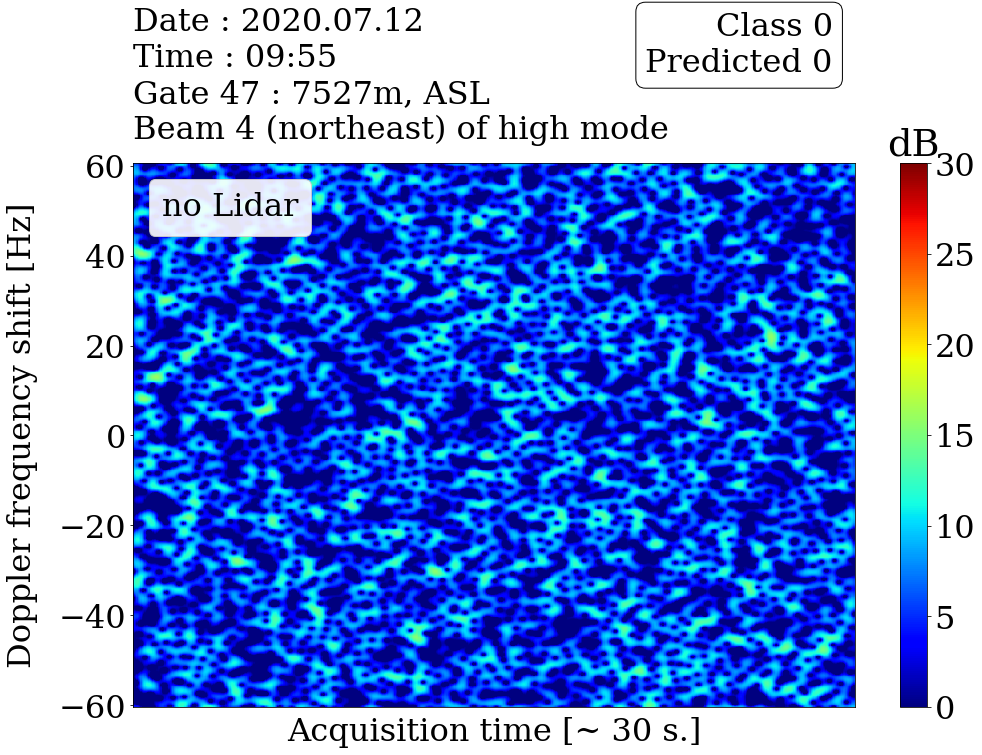 Date : 2020.07.12
Time : 09:55
Gate 47 : 7527m, ASL
Beam 4 (northeast) of high mode
Class 0
Predicted 0
dB
no Lidar
Doppler frequency shift [Hz]
60
40
20
0
−20
−40
−60
30
25
20
15
10
5
0
Acquisition time [~ 30 s.]